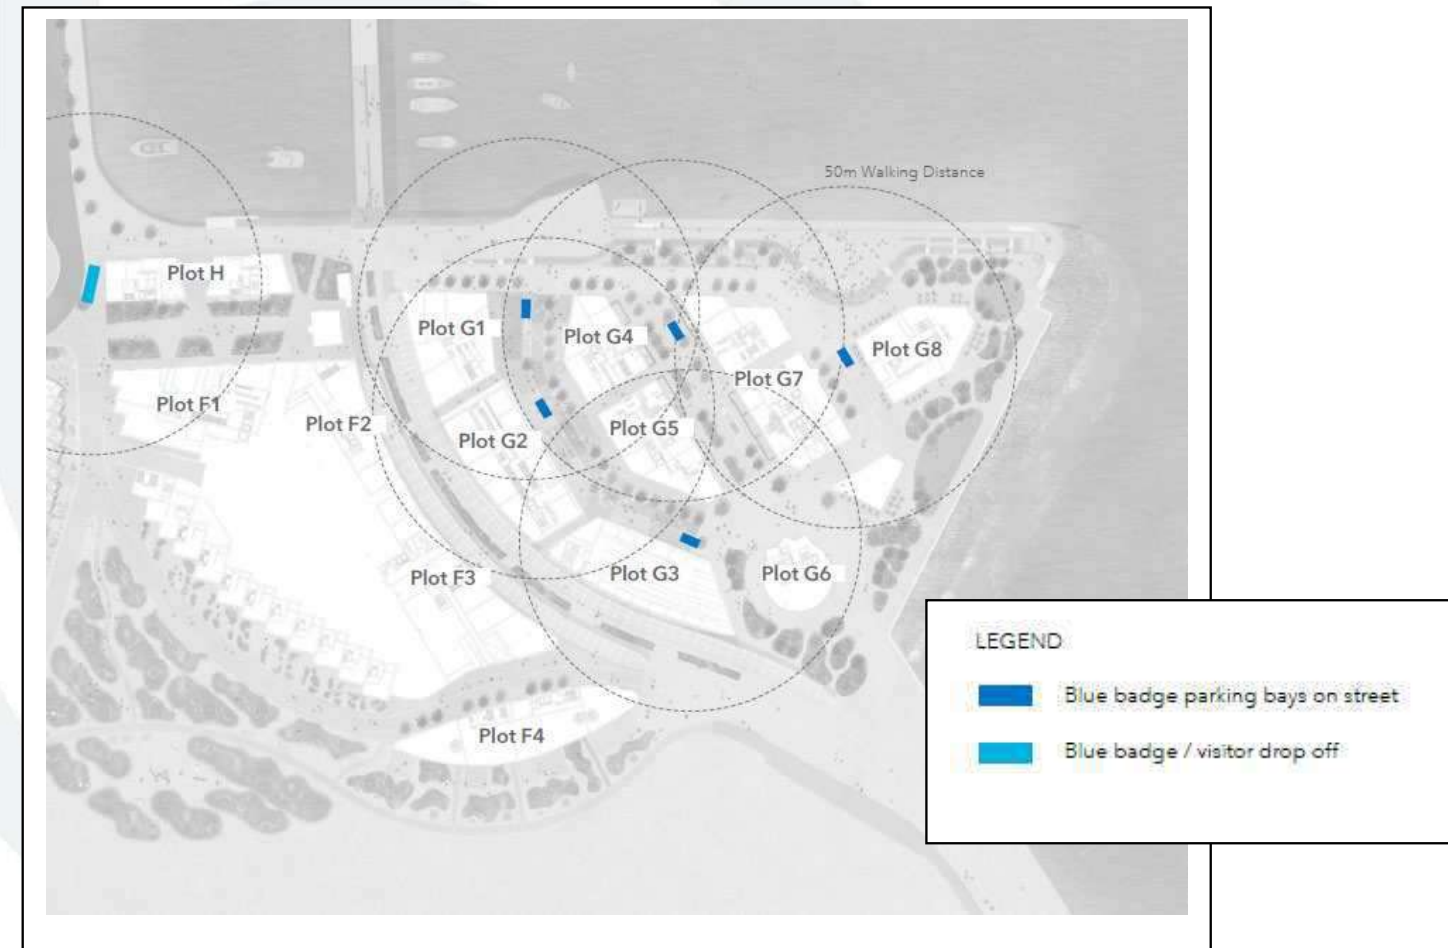 50m Walking Distance
Plot H
Plot G1
Plot G4
Plot G8
Plot G7
Plot F1
Plot F2
Plot G2
Plot G5
Plot F3
Plot G3
Plot G6
Plot F4
LEGEND
Blue badge parking bays on street
Blue badge / visitor drop off